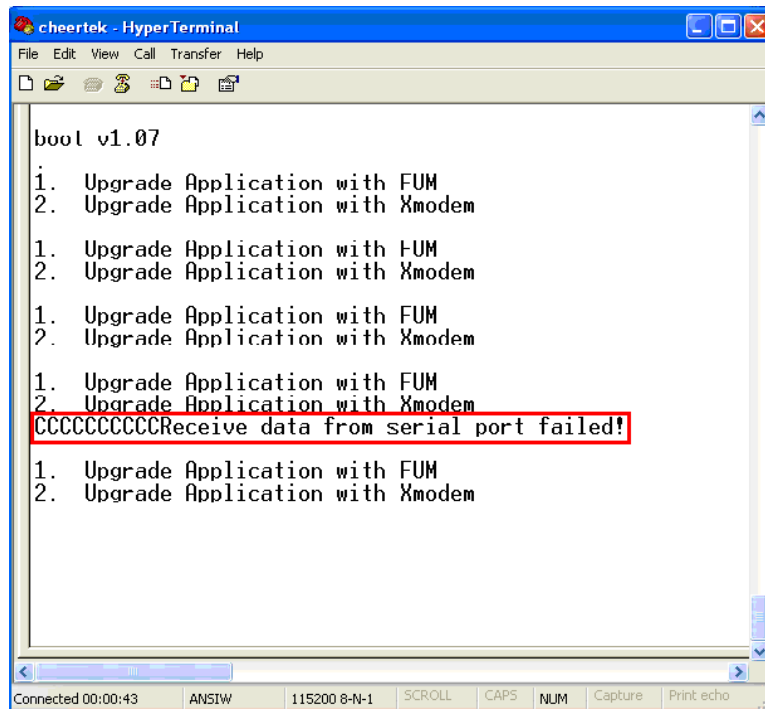 cheertek - HyperTerminal
File Edit View Call Transfer Help
boot v1.07
.
1. Upgrade Application with FUM
2. Upgrade Application with Xmodem
1. Upgrade Application with FUM
2. Upgrade Application with Xmodem
1. Upgrade Application with FUM
2. Upgrade Application with Xmodem
1. Upgrade Application with FUM
2. Upgrade Application with Xmodem
CCCCCCCCCCReceive data from serial port failed!
1. Upgrade Application with FUM
2. Upgrade Application with Xmodem
Connected 00:00:43 ANSIW 115200 8-N-1 SCROLL CAPS NUM Capture Print echo